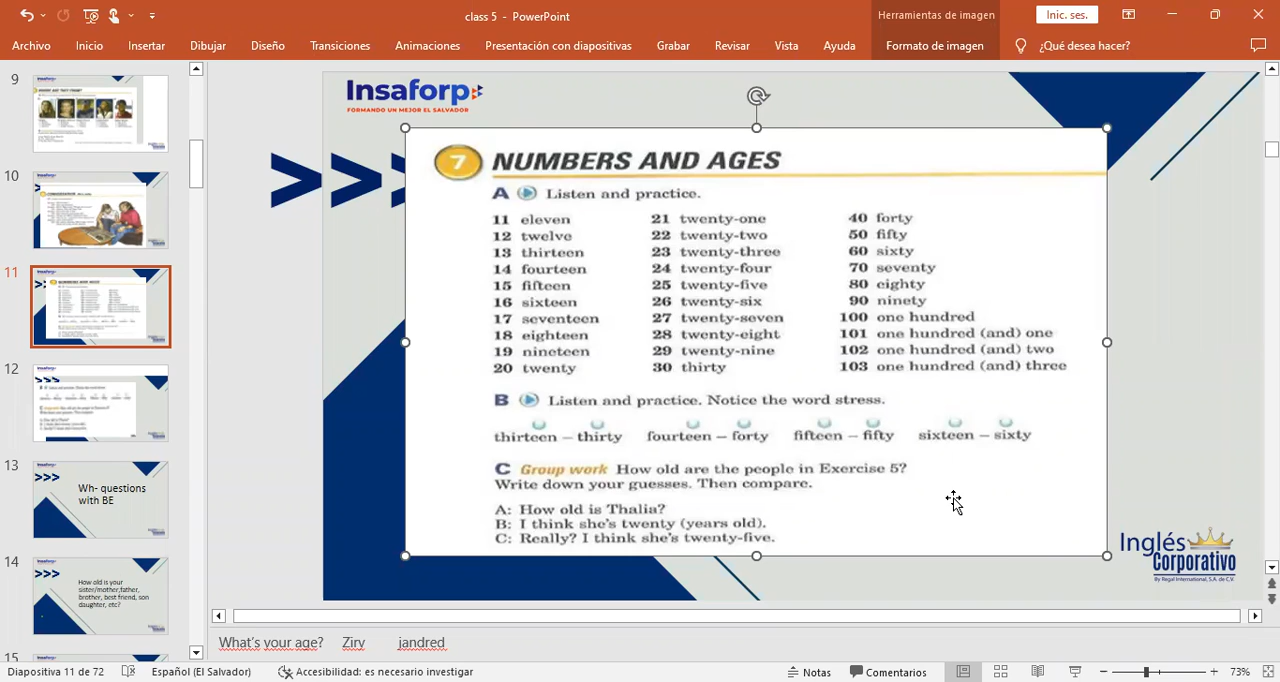 class 5 - PowerPoint
Herramientas de imagen
Inic. ses.
Archivo Inicio Insertar Dibujar Diseño Transiciones Animaciones Presentación con diapositivas Grabar Revisar Vista Ayuda Formato de imagen ¿Qué desea hacer?
9
10
11
12
13
Wh- questions
with BE
14
How old is your
sister/mother,father,
brother, best friend, son
daughter, etc?
15
Insaforp
FORMANDO UN MEJOR EL SALVADOR
7 NUMBERS AND AGES
A Listen and practice.
11 eleven 21 twenty-one 40 forty
12 twelve 22 twenty-two 50 fifty
13 thirteen 23 twenty-three 60 sixty
14 fourteen 24 twenty-four 70 seventy
15 fifteen 25 twenty-five 80 eighty
16 sixteen 26 twenty-six 90 ninety
17 seventeen 27 twenty-seven 100 one hundred
18 eighteen 28 twenty-eight 101 one hundred (and) one
19 nineteen 29 twenty-nine 102 one hundred (and) two
20 twenty 30 thirty 103 one hundred (and) three
B Listen and practice. Notice the word stress.
thirteen – thirty fourteen – forty fifteen – fifty sixteen – sixty
C Group work How old are the people in Exercise 5?
Write down your guesses. Then compare.
A: How old is Thalia?
B: I think she's twenty (years old).
C: Really? I think she's twenty-five.
Inglés
Corporativo
By Regal International, S.A. de C.V.
What's your age? Ziry jandred
Diapositiva 11 de 72 Español (El Salvador) Accesibilidad: es necesario investigar Notas Comentarios 73%